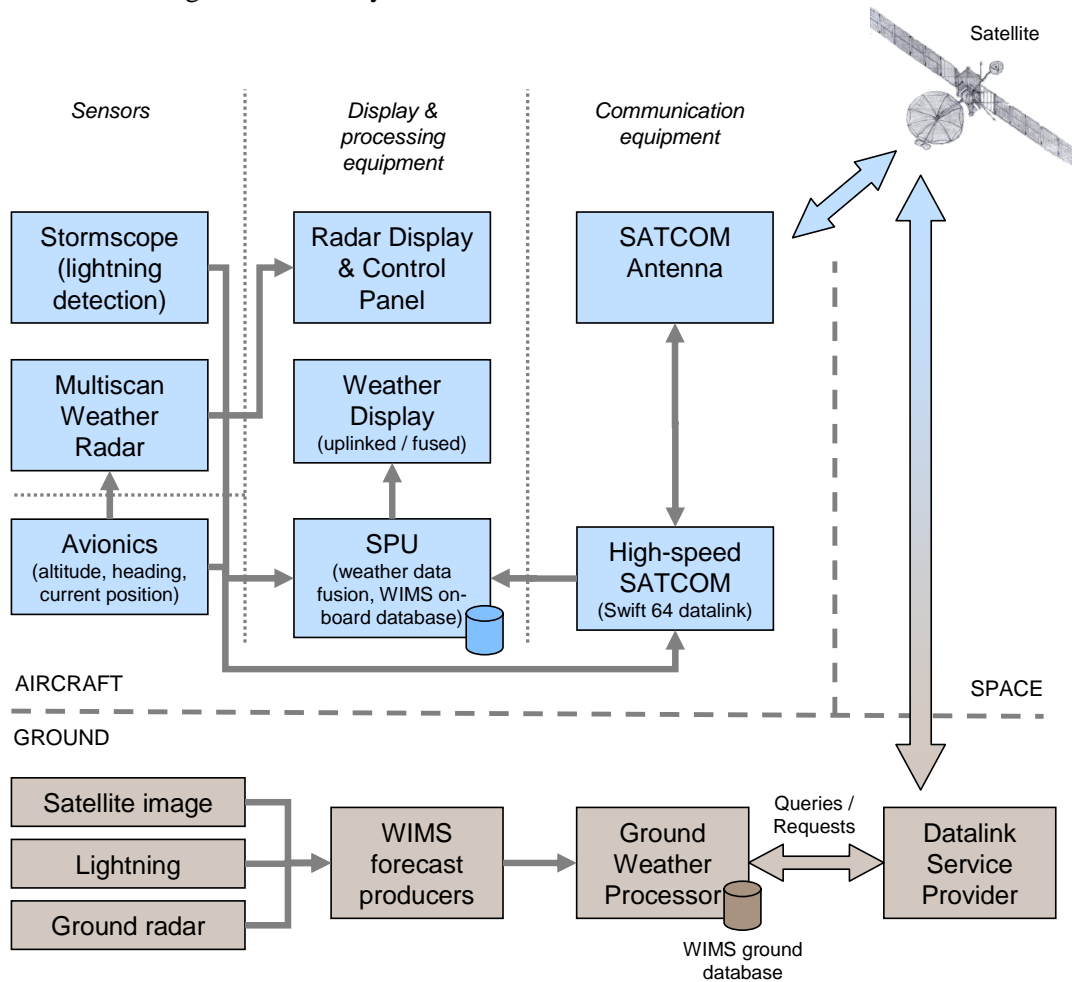 Satellite
Sensors
Display &
processing
equipment
Communication
equipment
Stormscope
(lightning
detection)
Radar Display
& Control
Panel
SATCOM
Antenna
Multiscan
Weather
Radar
Weather
Display
(uplinked / fused)
Avionics
(altitude, heading,
current position)
SPU
(weather data
fusion, WIMS on-
board database)
High-speed
SATCOM
(Swift 64 datalink)
AIRCRAFT
SPACE
GROUND
Satellite image
Lightning
Ground radar
WIMS
forecast
producers
Ground
Weather
Processor
Queries /
Requests
Datalink
Service
Provider
WIMS ground
database